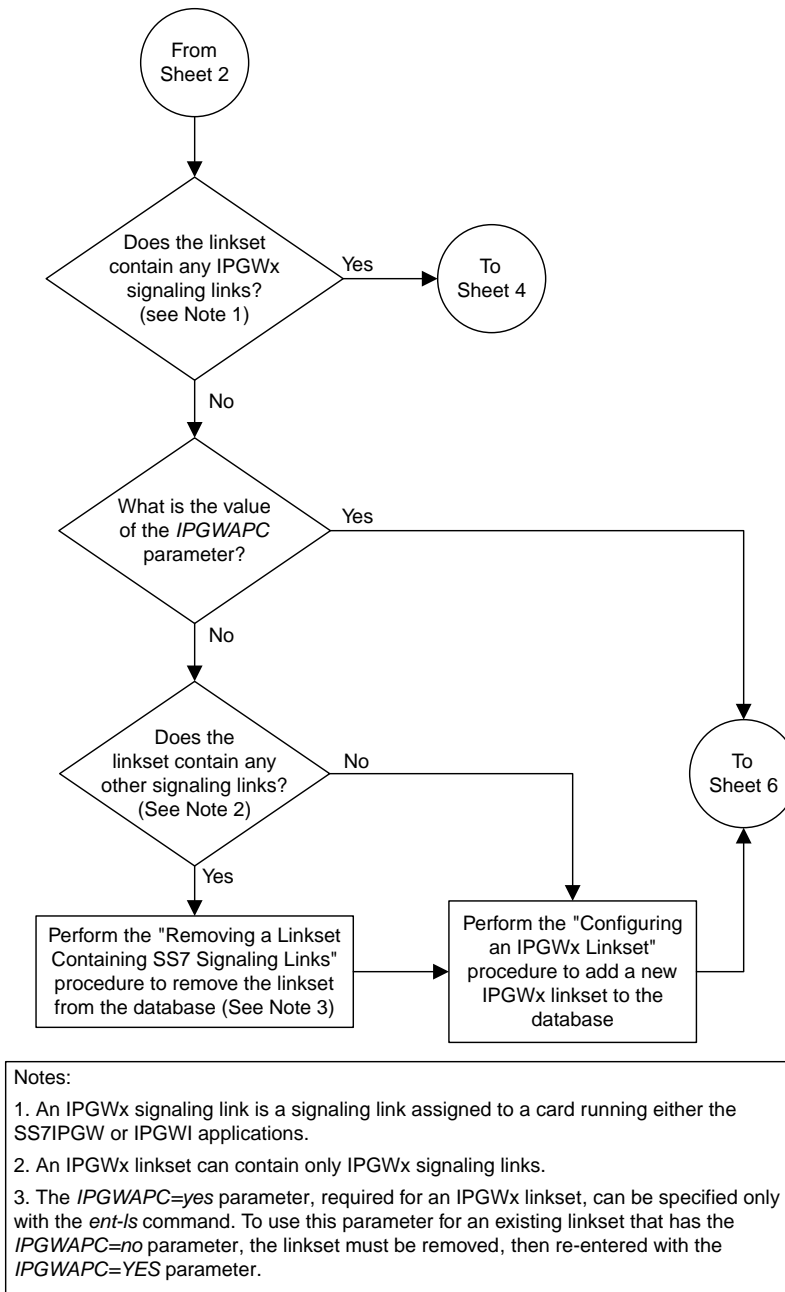 From
Sheet 2
Does the linkset
contain any IPGWx
signaling links?
(see Note 1)
Yes
To
Sheet 4
No
What is the value
of the IPGWAPC
parameter?
Yes
No
Does the
linkset contain any
other signaling links?
(See Note 2)
No
To
Sheet 6
Yes
Perform the "Removing a Linkset
Containing SS7 Signaling Links"
procedure to remove the linkset
from the database (See Note 3)
Perform the "Configuring
an IPGWx Linkset"
procedure to add a new
IPGWx linkset to the
database
Notes:
1. An IPGWx signaling link is a signaling link assigned to a card running either the
SS7IPGW or IPGWI applications.
2. An IPGWx linkset can contain only IPGWx signaling links.
3. The IPGWAPC=yes parameter, required for an IPGWx linkset, can be specified only
with the ent-ls command. To use this parameter for an existing linkset that has the
IPGWAPC=no parameter, the linkset must be removed, then re-entered with the
IPGWAPC=YES parameter.